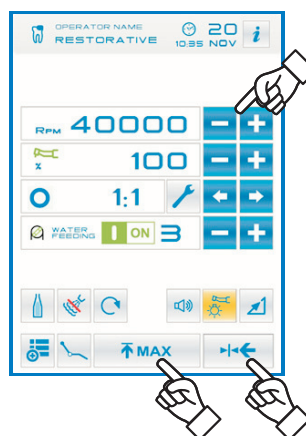 OPERATOR NAME
RESTORATIVE
10:35
20
NOV
i
RPM 40000 - +
x 100 - +
1:1
WATER
FEEDING
I ON 3 - +
MAX